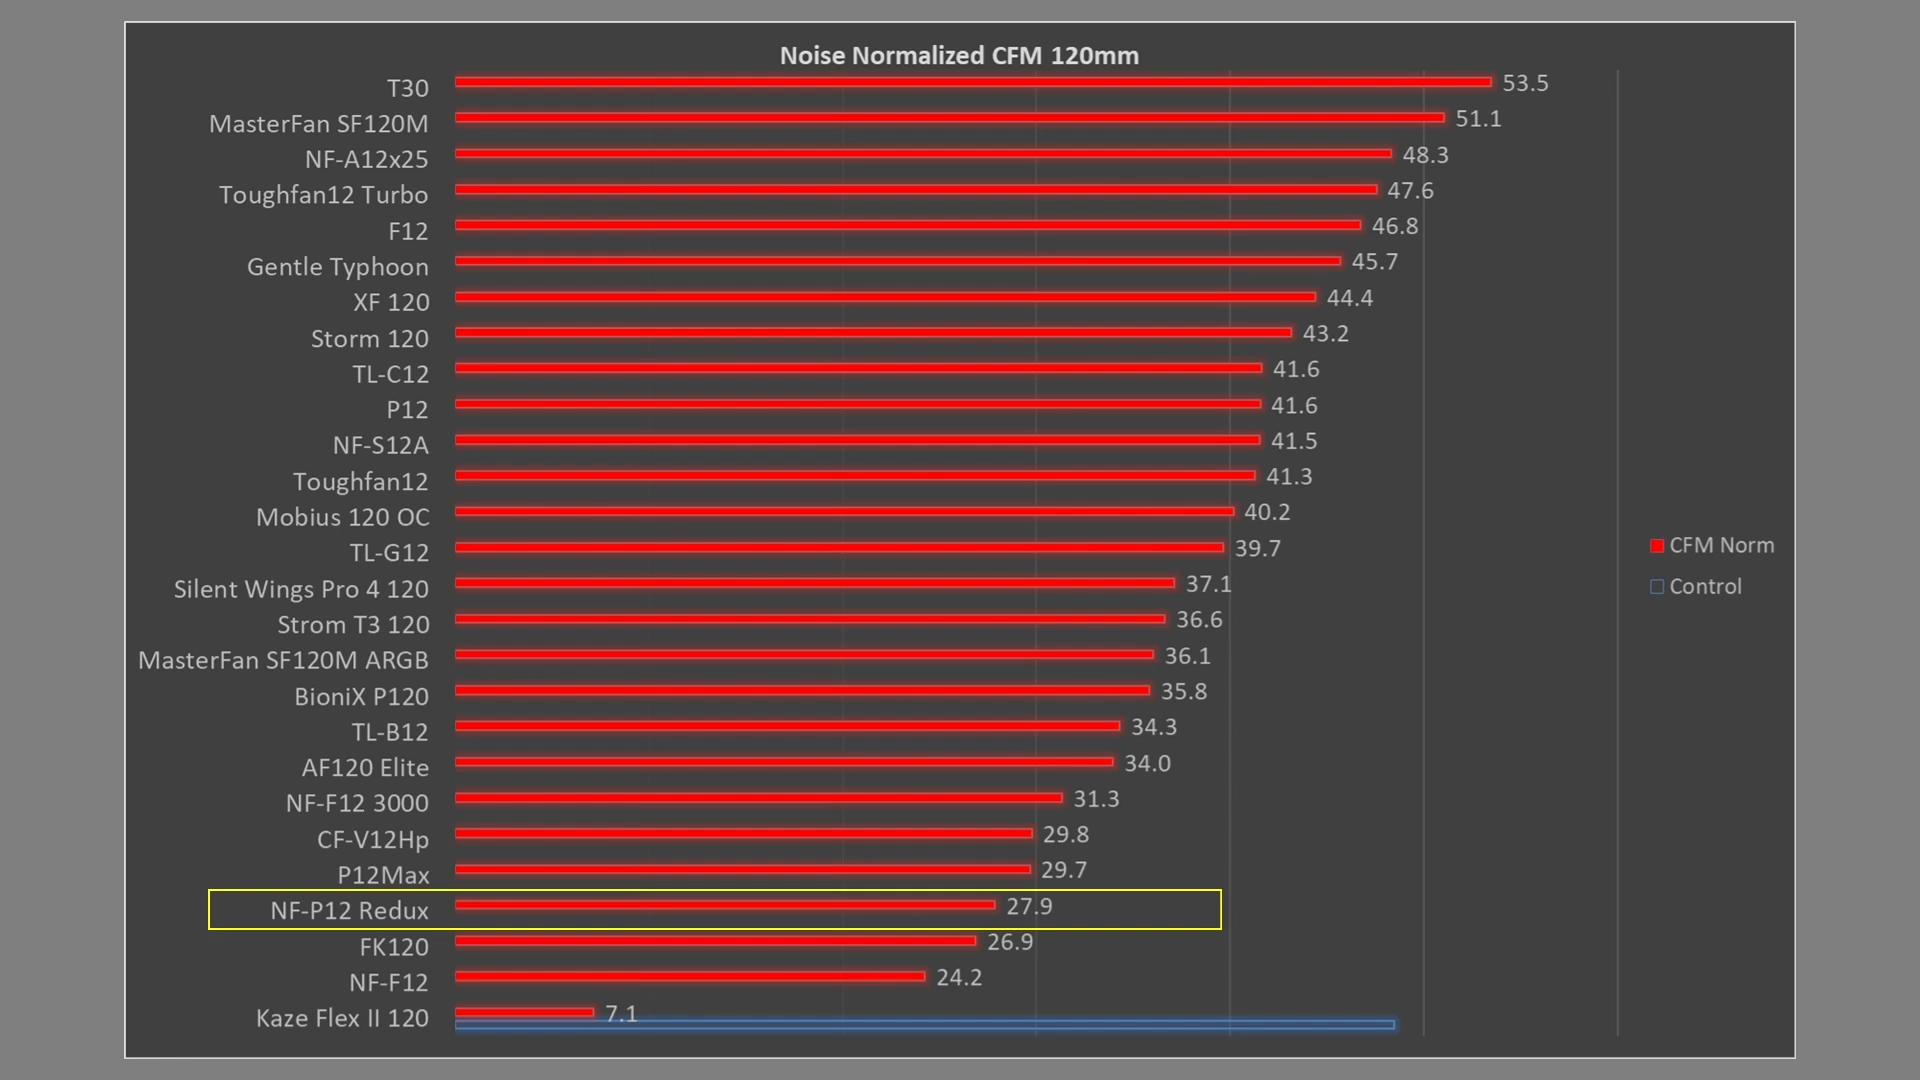 Noise Normalized CFM 120mm
T30 53.5
MasterFan SF120M 51.1
NF-A12x25 48.3
Toughfan12 Turbo 47.6
F12 46.8
Gentle Typhoon 45.7
XF 120 44.4
Storm 120 43.2
TL-C12 41.6
P12 41.6
NF-S12A 41.5
Toughfan12 41.3
Mobius 120 OC 40.2
TL-G12 39.7
Silent Wings Pro 4 120 37.1
Strom T3 120 36.6
MasterFan SF120M ARGB 36.1
BioniX P120 35.8
TL-B12 34.3
AF120 Elite 34.0
NF-F12 3000 31.3
CF-V12Hp 29.8
P12Max 29.7
NF-P12 Redux 27.9
FK120 26.9
NF-F12 24.2
Kaze Flex II 120 7.1
CFM Norm
Control